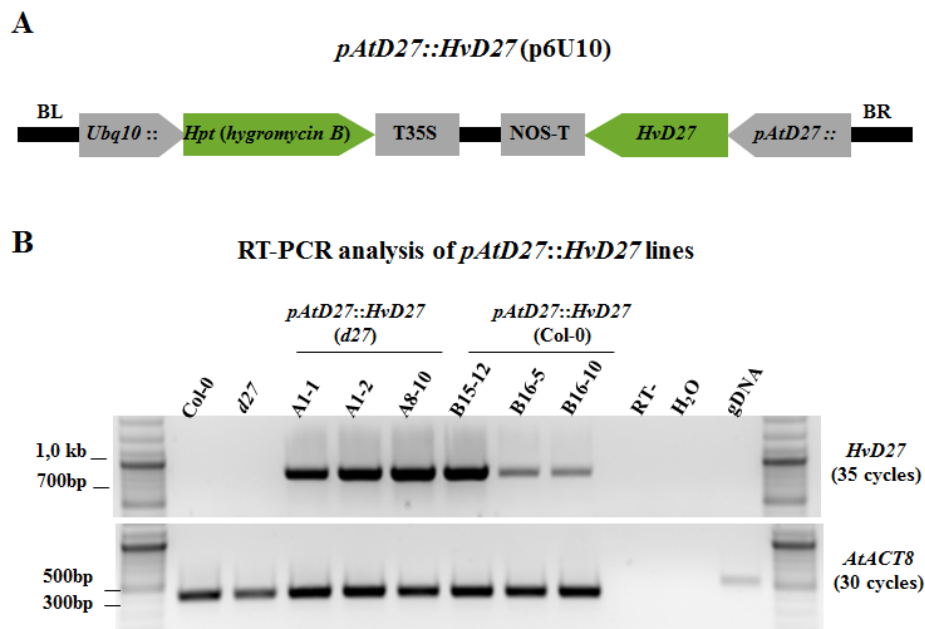 A
pAtD27::HvD27 (p6U10)
BL
BR
Ubq10 ::
Hpt (hygromycin B)
T35S
NOS-T
HvD27
pAtD27 ::
B
RT-PCR analysis of pAtD27::HvD27 lines
pAtD27::HvD27
(d27)
pAtD27::HvD27
(Col-0)
Col-0
d27
A1-1
A1-2
A8-10
B15-12
B16-5
B16-10
RT-
H₂O
gDNA
1,0 kb
700bp
HvD27
(35 cycles)
500bp
300bp
AtACT8
(30 cycles)